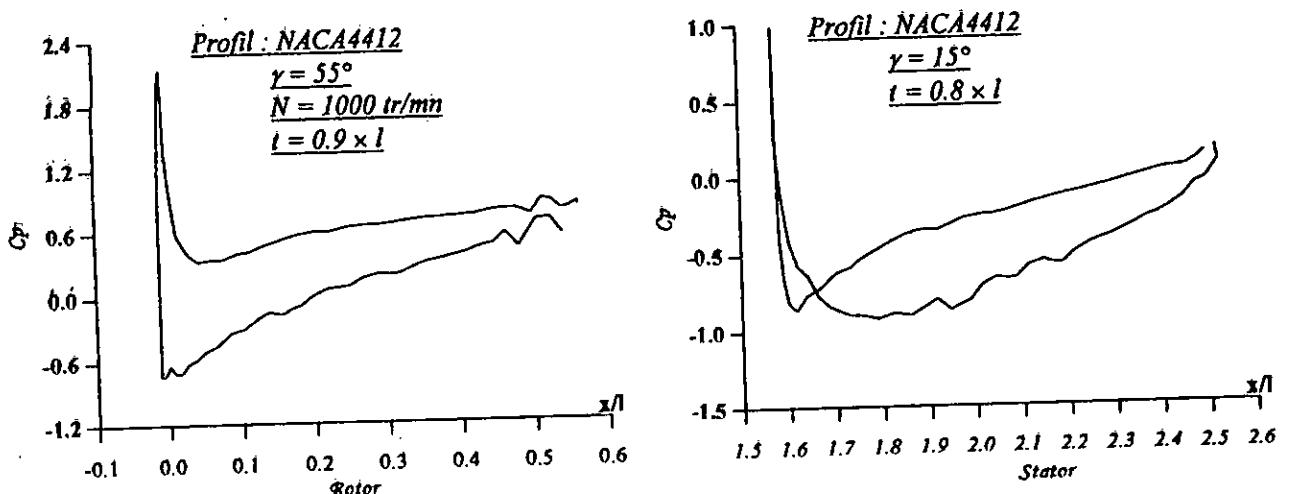 Profil : NACA4412
γ = 55°
N = 1000 tr/mn
t = 0.9 × l
2.4
1.8
1.2
0.6
0.0
-0.6
-1.2
Cp
-0.1 0.0 0.1 0.2 0.3 0.4 0.5 0.6
x/l
Rotor
Profil : NACA4412
γ = 15°
t = 0.8 × l
1.0
0.5
0.0
-0.5
-1.0
-1.5
Cp
1.5 1.6 1.7 1.8 1.9 2.0 2.1 2.2 2.3 2.4 2.5 2.6
x/l
Stator